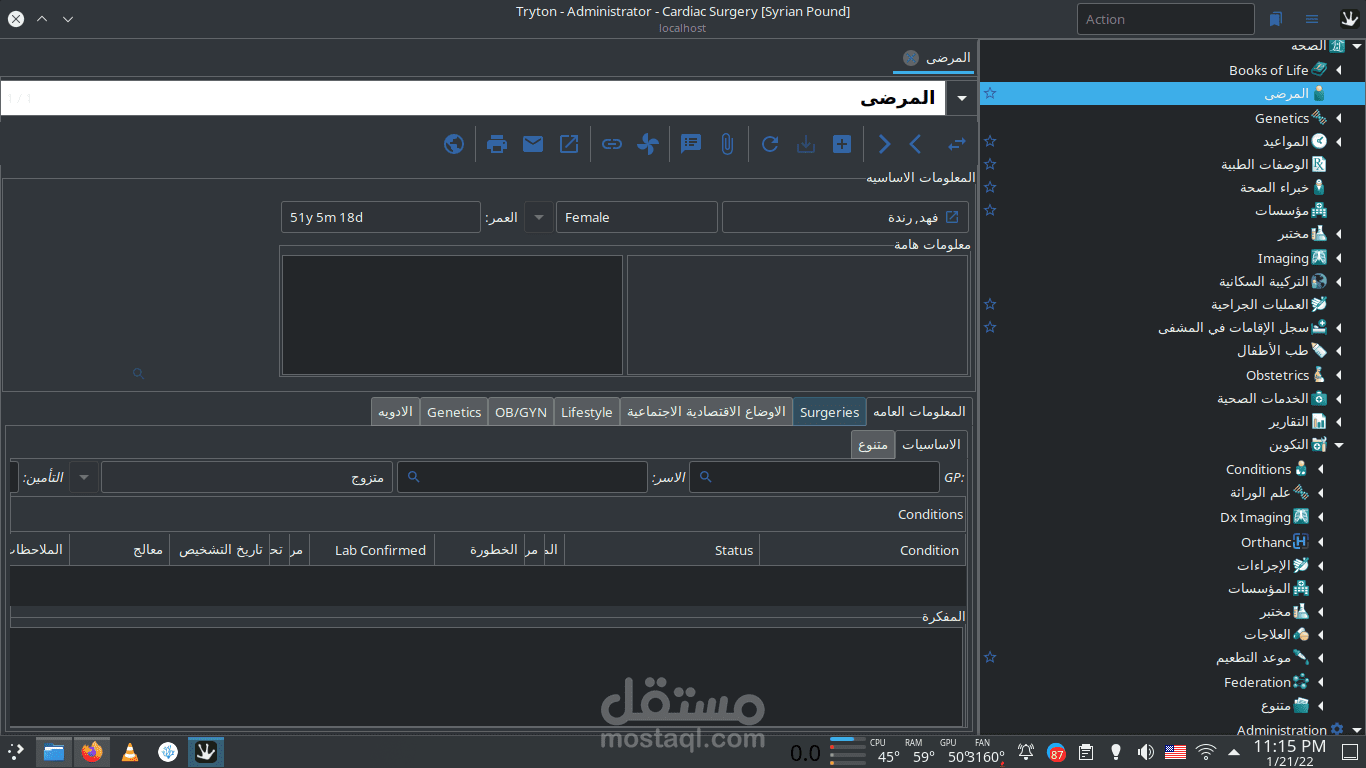 Tryton - Administrator - Cardiac Surgery [Syrian Pound]
localhost
Action
المرضى
المرضى
1 / 1
المعلومات الاساسيه
فهد, رندة
Female
العمر:
51y 5m 18d
معلومات هامة
المعلومات العامه
Surgeries
الاوضاع الاقتصادية الاجتماعية
Lifestyle
OB/GYN
Genetics
الادويه
الاساسيات
متنوع
GP:
الاسر:
متزوج
التأمين:
Conditions
Condition
Status
الم
مر
الخطورة
Lab Confirmed
مر
تح
تاريخ التشخيص
معالج
الملاحظات
المفكرة
الصحه
Books of Life
المرضى
Genetics
المواعيد
الوصفات الطبية
خبراء الصحة
مؤسسات
مختبر
Imaging
التركيبة السكانية
العمليات الجراحية
سجل الإقامات في المشفى
طب الأطفال
Obstetrics
الخدمات الصحية
التقارير
التكوين
Conditions
علم الوراثة
Dx Imaging
Orthanc
الإجراءات
المؤسسات
مختبر
العلاجات
موعد التطعيم
Federation
متنوع
Administration
مستقل
mostaql.com
0.0
CPU RAM GPU FAN
45° 59° 50° 3160°
87
11:15 PM
1/21/22